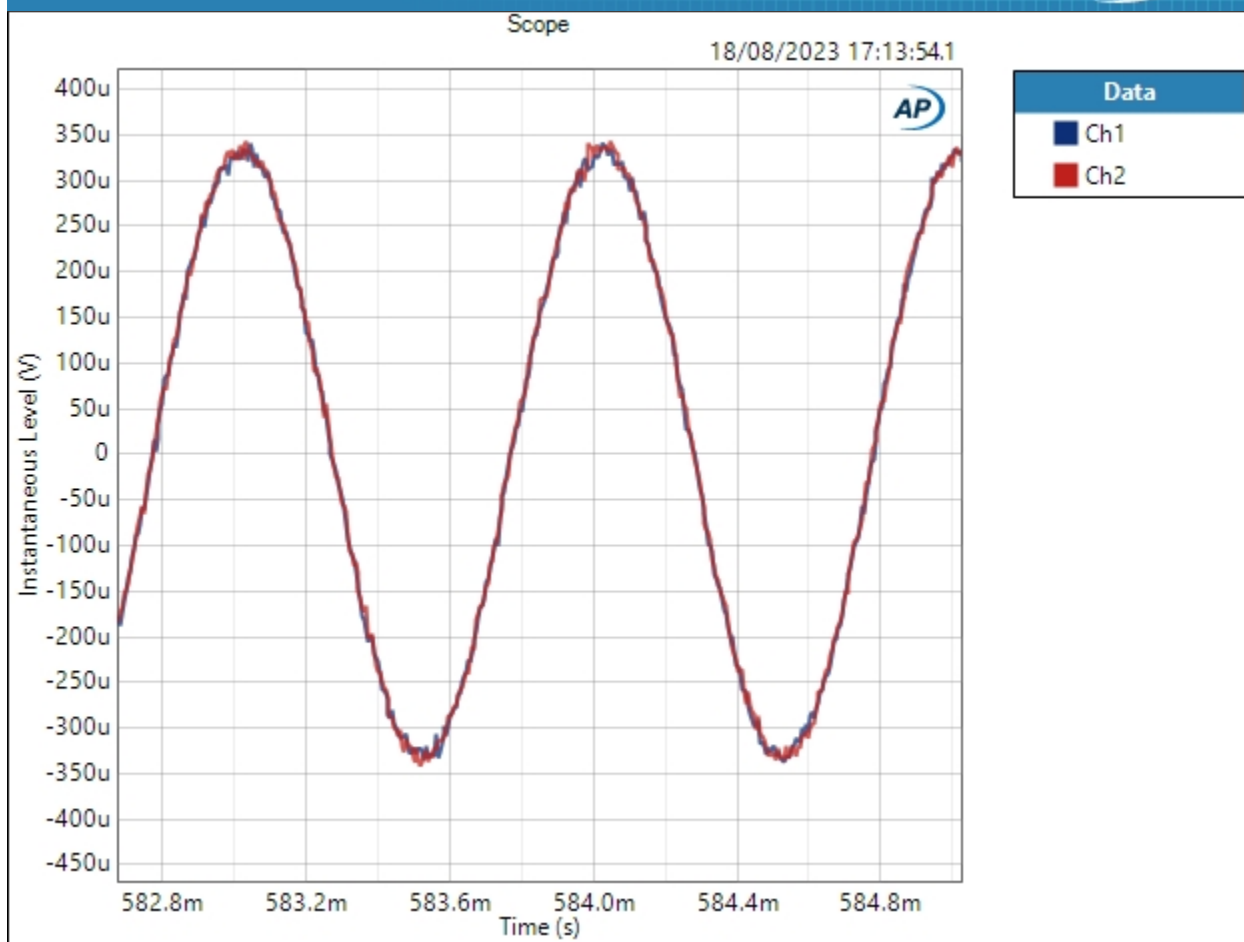 Scope
18/08/2023 17:13:54.1
AP
Data
Ch1
Ch2
Instantaneous Level (V)
400u
350u
300u
250u
200u
150u
100u
50u
0
-50u
-100u
-150u
-200u
-250u
-300u
-350u
-400u
-450u
582.8m 583.2m 583.6m 584.0m 584.4m 584.8m
Time (s)